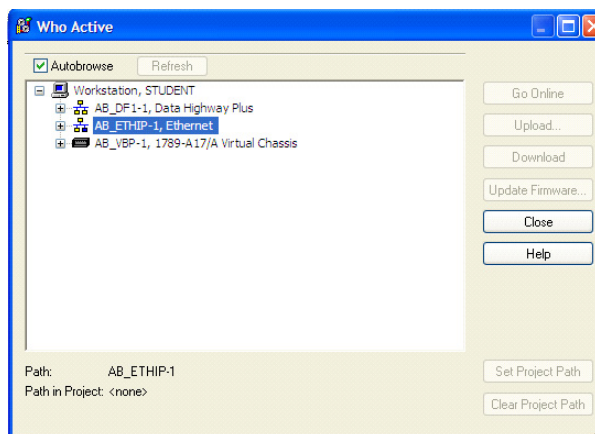 Who Active
Autobrowse
Refresh
Workstation, STUDENT
AB_DF1-1, Data Highway Plus
AB_ETHIP-1, Ethernet
AB_VBP-1, 1789-A17/A Virtual Chassis
Go Online
Upload...
Download
Update Firmware...
Close
Help
Path: AB_ETHIP-1
Path in Project: <none>
Set Project Path
Clear Project Path